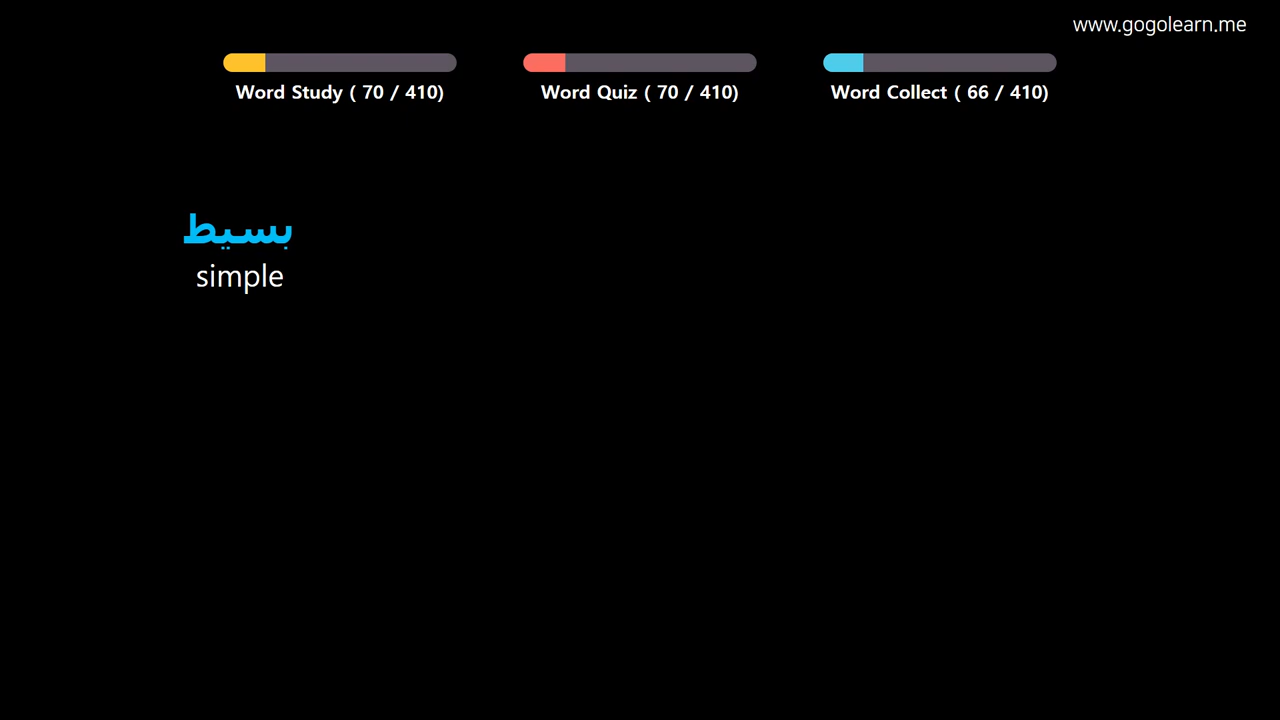 www.gogolearn.me
Word Study ( 70 / 410)
Word Quiz ( 70 / 410)
Word Collect ( 66 / 410)
بسيط
simple